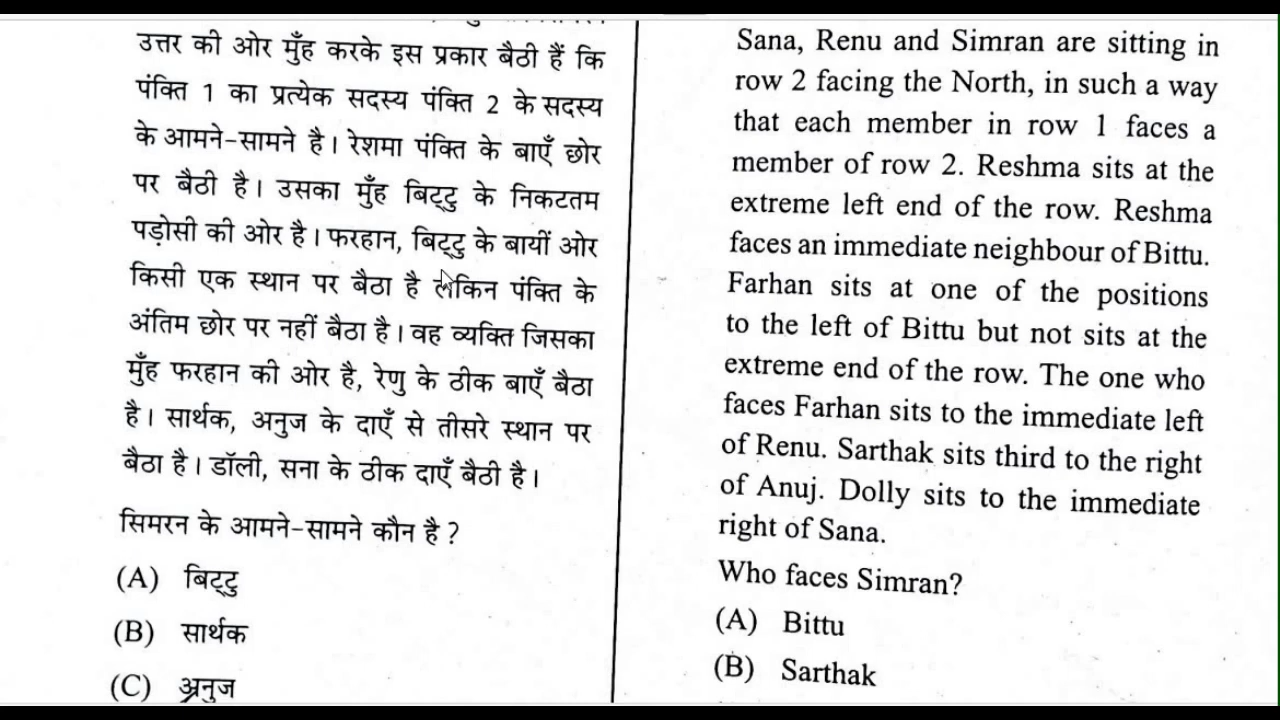 उत्तर की ओर मुँह करके इस प्रकार बैठी हैं कि
पंक्ति 1 का प्रत्येक सदस्य पंक्ति 2 के सदस्य
के आमने-सामने है। रेशमा पंक्ति के बाएँ छोर
पर बैठी है। उसका मुँह बिट्टु के निकटतम
पड़ोसी की ओर है। फरहान, बिट्टु के बायीं ओर
किसी एक स्थान पर बैठा है लेकिन पंक्ति के
अंतिम छोर पर नहीं बैठा है। वह व्यक्ति जिसका
मुँह फरहान की ओर है, रेणु के ठीक बाएँ बैठा
है। सार्थक, अनुज के दाएँ से तीसरे स्थान पर
बैठा है। डॉली, सना के ठीक दाएँ बैठी है।
सिमरन के आमने-सामने कौन है ?
(A) बिट्टु
(B) सार्थक
(C) अनुज
Sana, Renu and Simran are sitting in
row 2 facing the North, in such a way
that each member in row 1 faces a
member of row 2. Reshma sits at the
extreme left end of the row. Reshma
faces an immediate neighbour of Bittu.
Farhan sits at one of the positions
to the left of Bittu but not sits at the
extreme end of the row. The one who
faces Farhan sits to the immediate left
of Renu. Sarthak sits third to the right
of Anuj. Dolly sits to the immediate
right of Sana.
Who faces Simran?
(A) Bittu
(B) Sarthak